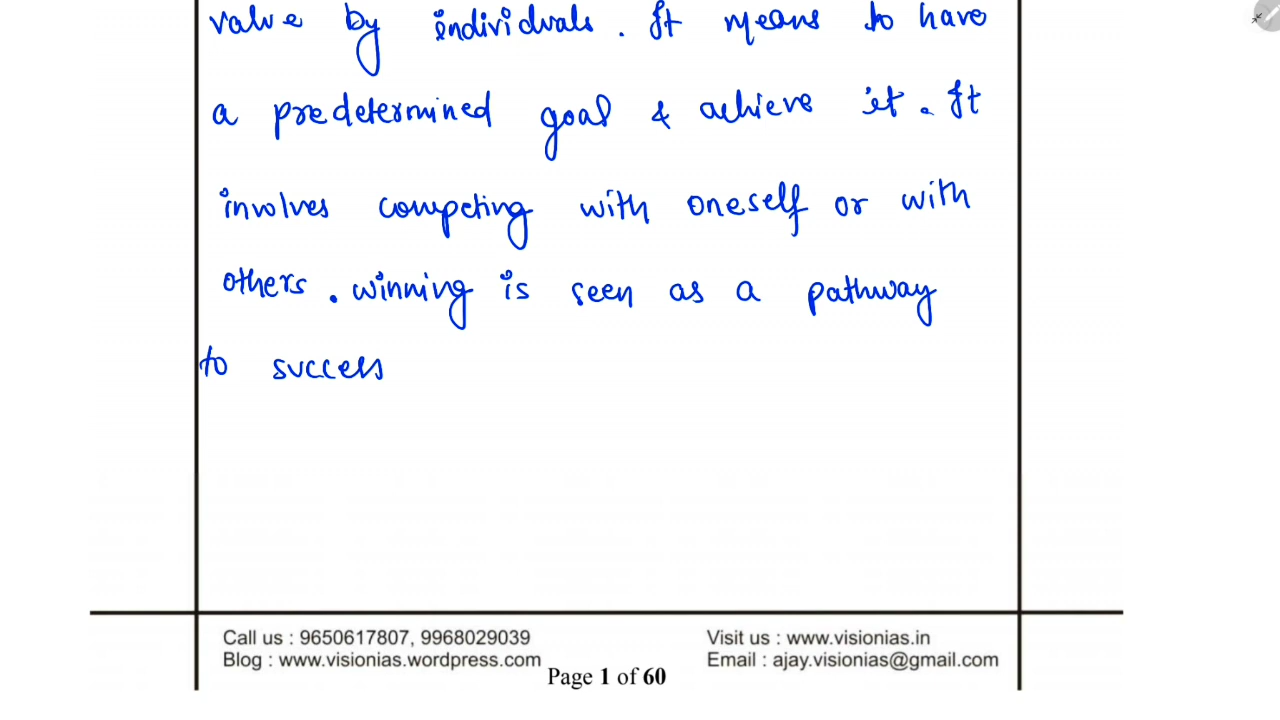 value by individuals. It means to have
a predetermined goal & achieve it. It
involves competing with oneself or with
others. winning is seen as a pathway
to success
Call us : 9650617807, 9968029039 Visit us : www.visionias.in
Blog : www.visionias.wordpress.com Email : ajay.visionias@gmail.com
Page 1 of 60